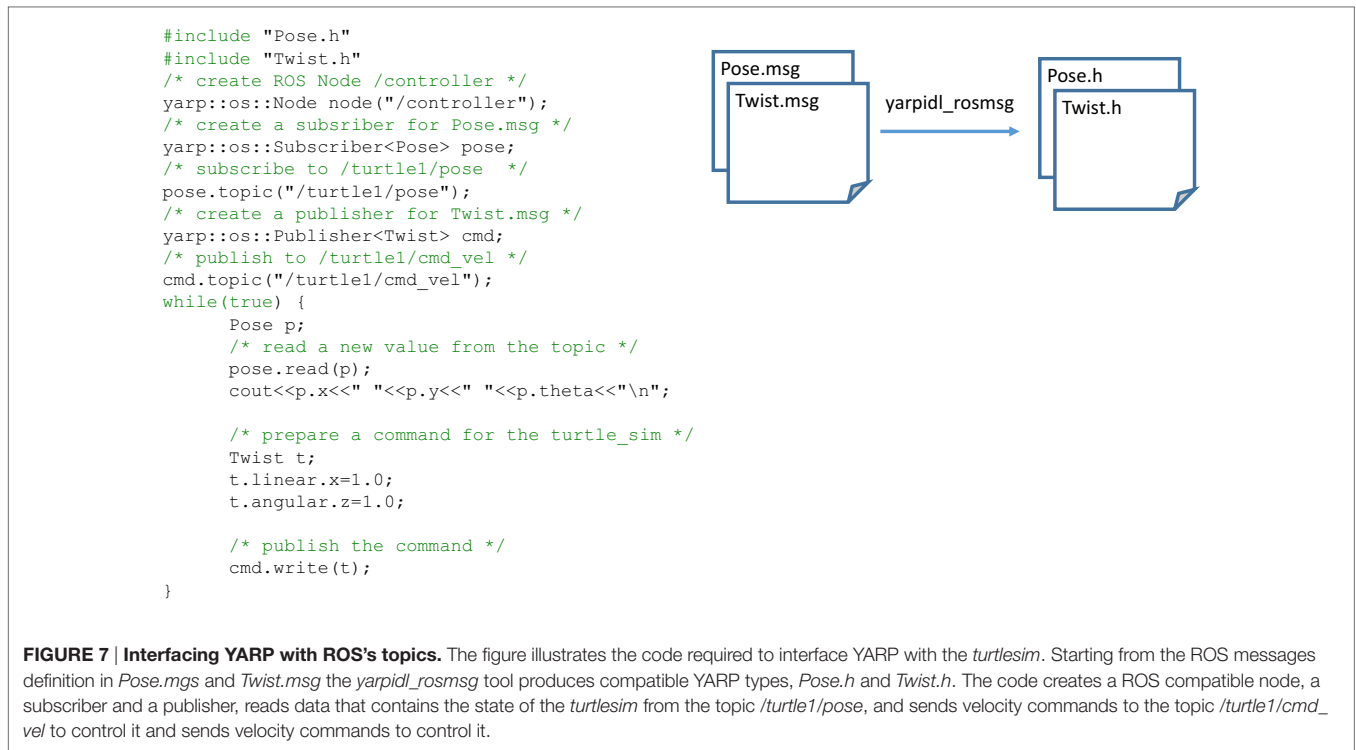 #include "Pose.h"
#include "Twist.h"
/* create ROS Node /controller */
yarp::os::Node node("/controller");
/* create a subsriber for Pose.msg */
yarp::os::Subscriber<Pose> pose;
/* subscribe to /turtle1/pose  */
pose.topic("/turtle1/pose");
/* create a publisher for Twist.msg */
yarp::os::Publisher<Twist> cmd;
/* publish to /turtle1/cmd_vel */
cmd.topic("/turtle1/cmd_vel");
while(true) {
      Pose p;
      /* read a new value from the topic */
      pose.read(p);
      cout<<p.x<<" "<<p.y<<" "<<p.theta<<"\n";
      /* prepare a command for the turtle_sim */
      Twist t;
      t.linear.x=1.0;
      t.angular.z=1.0;
      /* publish the command */
      cmd.write(t);
}
Pose.msg
Twist.msg
yarpidl_rosmsg
Pose.h
Twist.h
FIGURE 7 | Interfacing YARP with ROS's topics. The figure illustrates the code required to interface YARP with the turtlesim. Starting from the ROS messages
definition in Pose.mgs and Twist.msg the yarpidl_rosmsg tool produces compatible YARP types, Pose.h and Twist.h. The code creates a ROS compatible node, a
subscriber and a publisher, reads data that contains the state of the turtlesim from the topic /turtle1/pose, and sends velocity commands to the topic /turtle1/cmd_
vel to control it and sends velocity commands to control it.